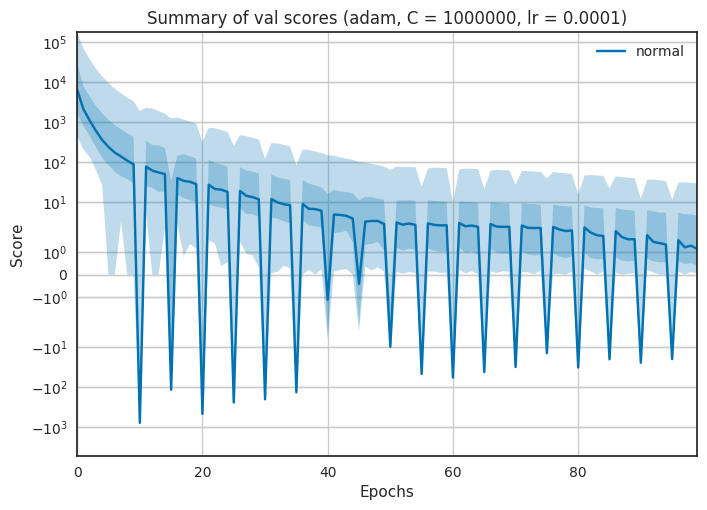 Summary of val scores (adam, C = 1000000, lr = 0.0001)
normal
Score
10^5
10^4
10^3
10^2
10^1
10^0
0
−10^0
−10^1
−10^2
−10^3
0 20 40 60 80
Epochs